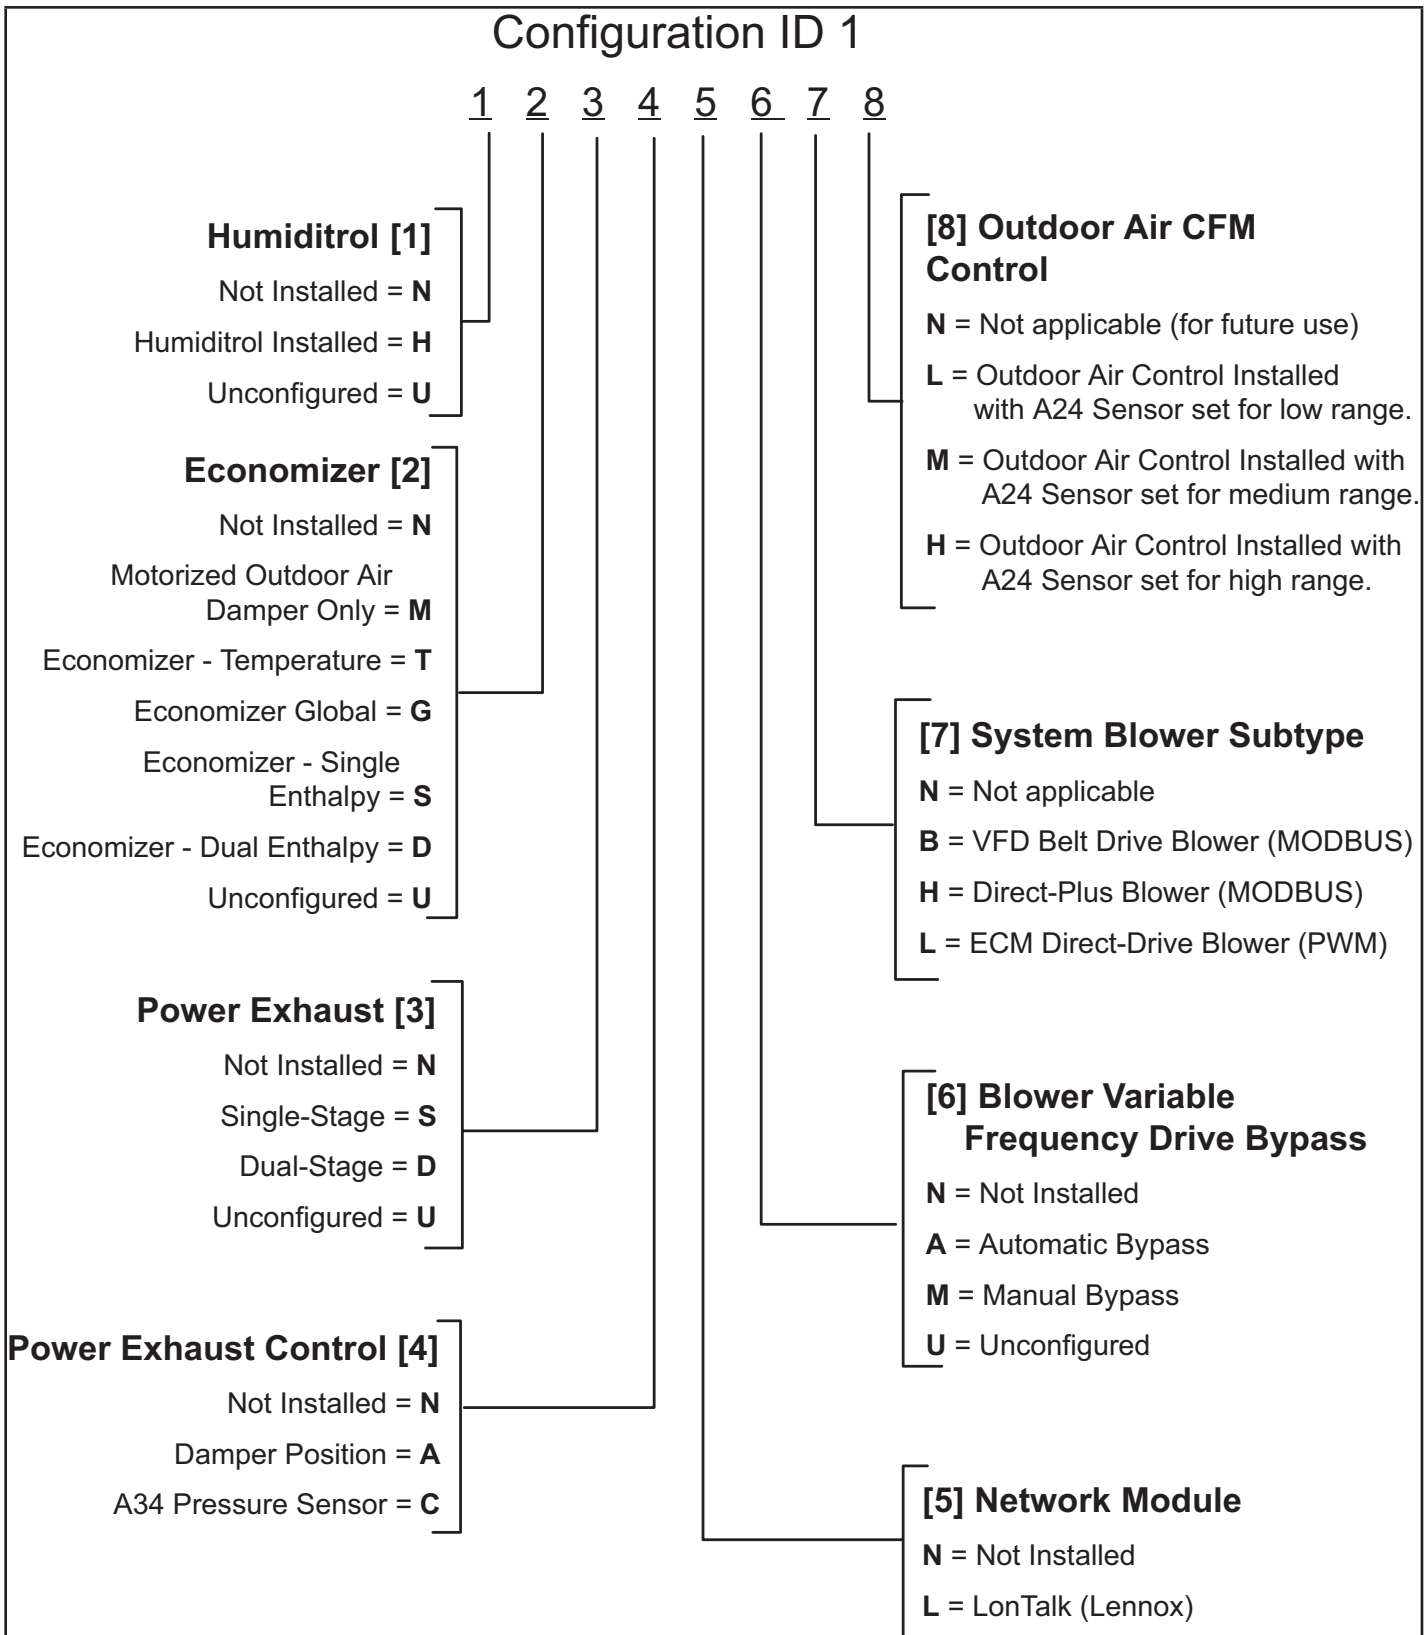 Configuration ID 1
1 2 3 4 5 6 7 8
Humiditrol [1]
Not Installed = N
Humiditrol Installed = H
Unconfigured = U
Economizer [2]
Not Installed = N
Motorized Outdoor Air
Damper Only = M
Economizer - Temperature = T
Economizer Global = G
Economizer - Single
Enthalpy = S
Economizer - Dual Enthalpy = D
Unconfigured = U
Power Exhaust [3]
Not Installed = N
Single-Stage = S
Dual-Stage = D
Unconfigured = U
Power Exhaust Control [4]
Not Installed = N
Damper Position = A
A34 Pressure Sensor = C
[8] Outdoor Air CFM
Control
N = Not applicable (for future use)
L = Outdoor Air Control Installed
with A24 Sensor set for low range.
M = Outdoor Air Control Installed with
A24 Sensor set for medium range.
H = Outdoor Air Control Installed with
A24 Sensor set for high range.
[7] System Blower Subtype
N = Not applicable
B = VFD Belt Drive Blower (MODBUS)
H = Direct-Plus Blower (MODBUS)
L = ECM Direct-Drive Blower (PWM)
[6] Blower Variable
Frequency Drive Bypass
N = Not Installed
A = Automatic Bypass
M = Manual Bypass
U = Unconfigured
[5] Network Module
N = Not Installed
L = LonTalk (Lennox)